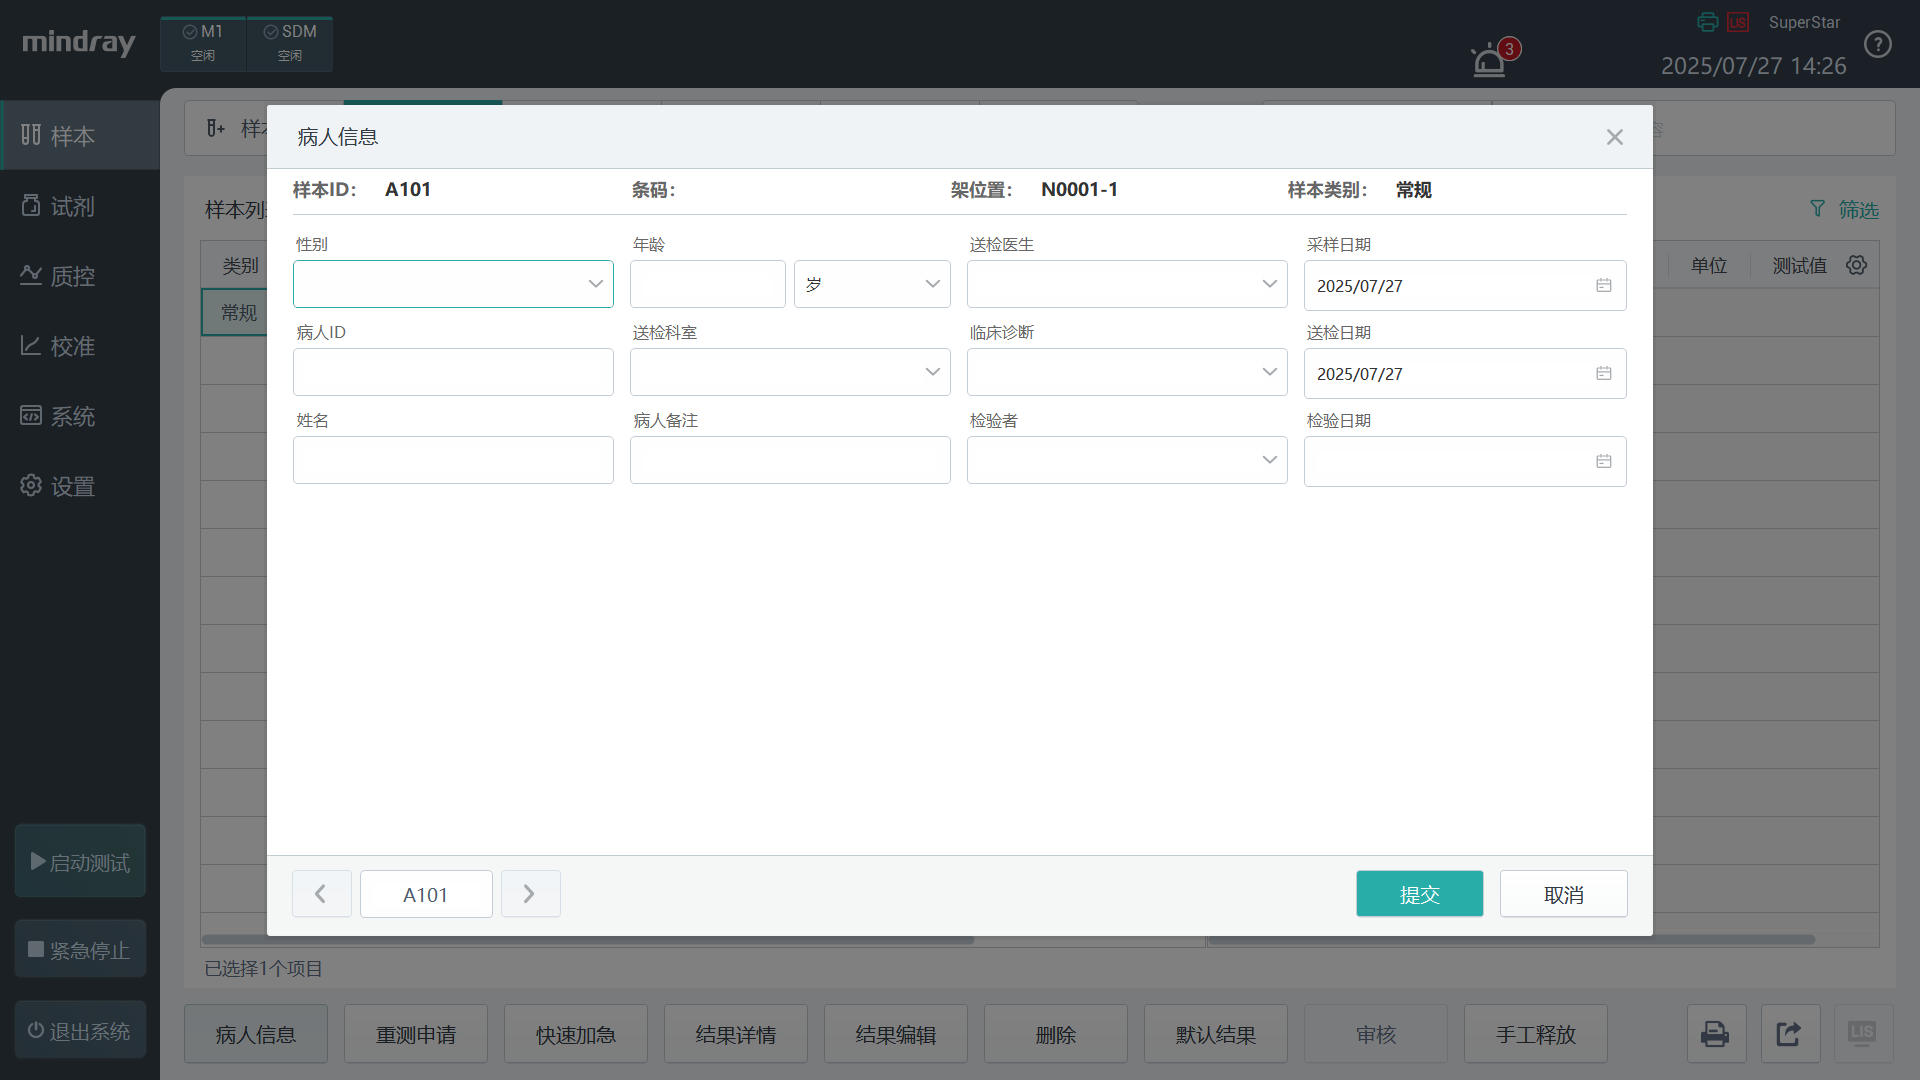 mindray
M1
空闲
SDM
空闲
3
LIS
SuperStar
2025/07/27 14:26
?
样本
试剂
质控
校准
系统
设置
启动测试
紧急停止
退出系统
样本列
筛选
类别
单位
测试值
常规
病人信息
样本ID： A101
条码：
架位置： N0001-1
样本类别： 常规
性别
年龄
送检医生
采样日期
岁
2025/07/27
病人ID
送检科室
临床诊断
送检日期
2025/07/27
姓名
病人备注
检验者
检验日期
A101
提交
取消
已选择1个项目
病人信息
重测申请
快速加急
结果详情
结果编辑
删除
默认结果
审核
手工释放
LIS